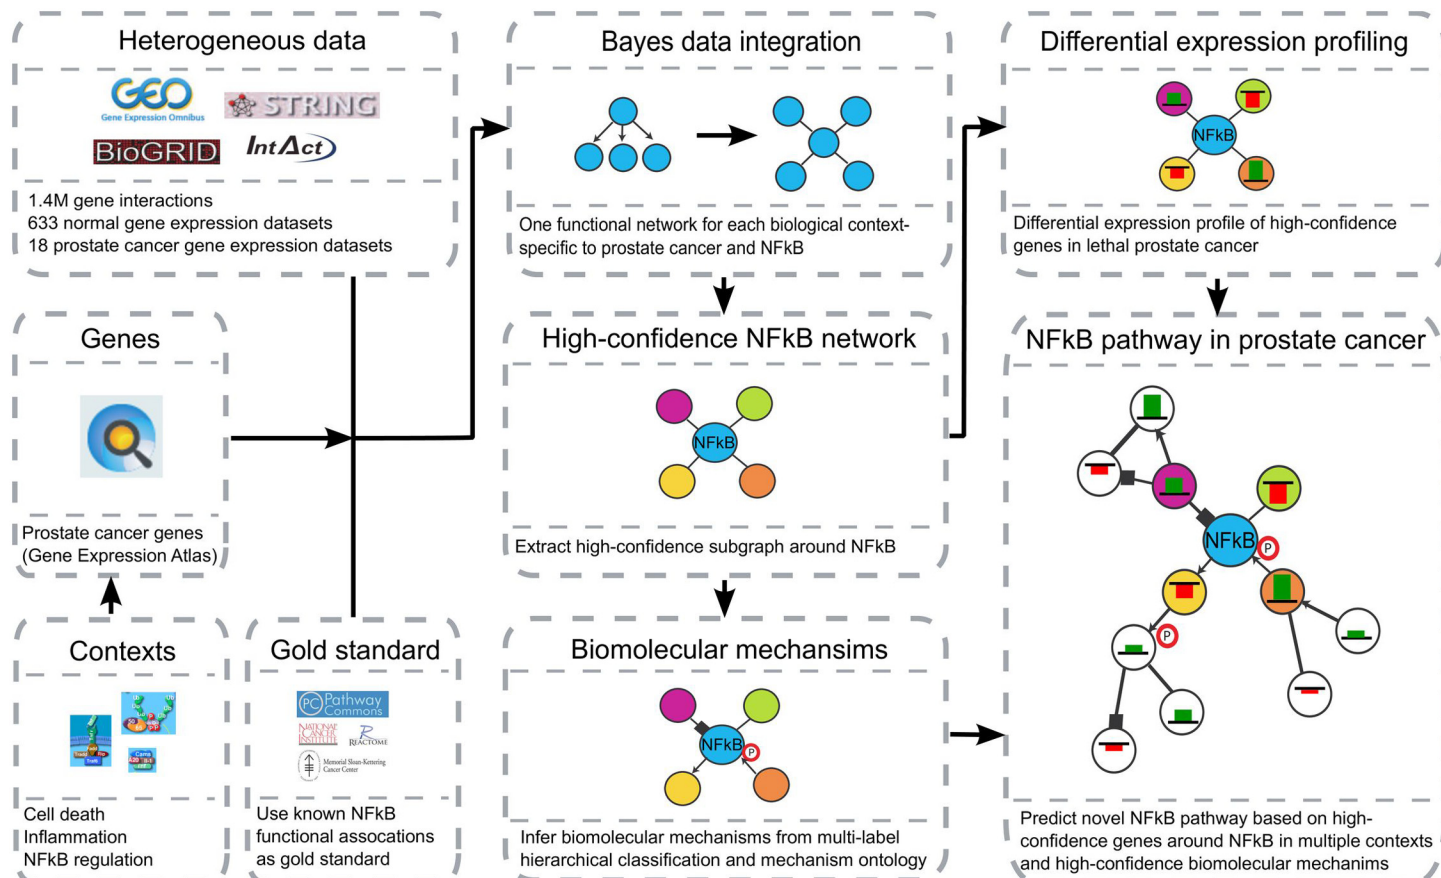 Heterogeneous data
GEO
Gene Expression Omnibus
STRING
BioGRID
IntAct
1.4M gene interactions
633 normal gene expression datasets
18 prostate cancer gene expression datasets
Genes
Prostate cancer genes
(Gene Expression Atlas)
Contexts
Cell death
Inflammation
NFkB regulation
Gold standard
PC Pathway
Commons
NATIONAL
CANCER
INSTITUTE
REACTOME
Memorial Sloan-Kettering
Cancer Center
Use known NFkB
functional assocations
as gold standard
Bayes data integration
One functional network for each biological context-
specific to prostate cancer and NFkB
High-confidence NFkB network
NFkB
Extract high-confidence subgraph around NFkB
Biomolecular mechansims
NFkB
P
Infer biomolecular mechanisms from multi-label
hierarchical classification and mechanism ontology
Differential expression profiling
NFkB
Differential expression profile of high-confidence
genes in lethal prostate cancer
NFkB pathway in prostate cancer
NFkB
P
P
Predict novel NFkB pathway based on high-
confidence genes around NFkB in multiple contexts
and high-confidence biomolecular mechanims